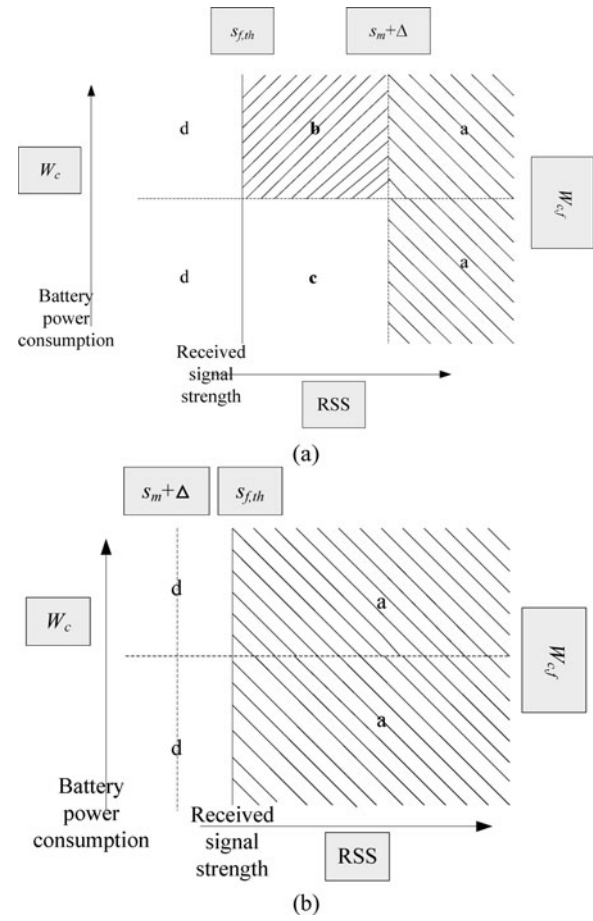 s_{f,th} s_m+Δ
d b a
W_c
W_{c,f}
d c a
Battery
power
consumption
Received
signal
strength
RSS
(a)
s_m+Δ s_{f,th}
d a
W_c
W_{c,f}
d a
Battery
power
consumption
Received
signal
strength
RSS
(b)